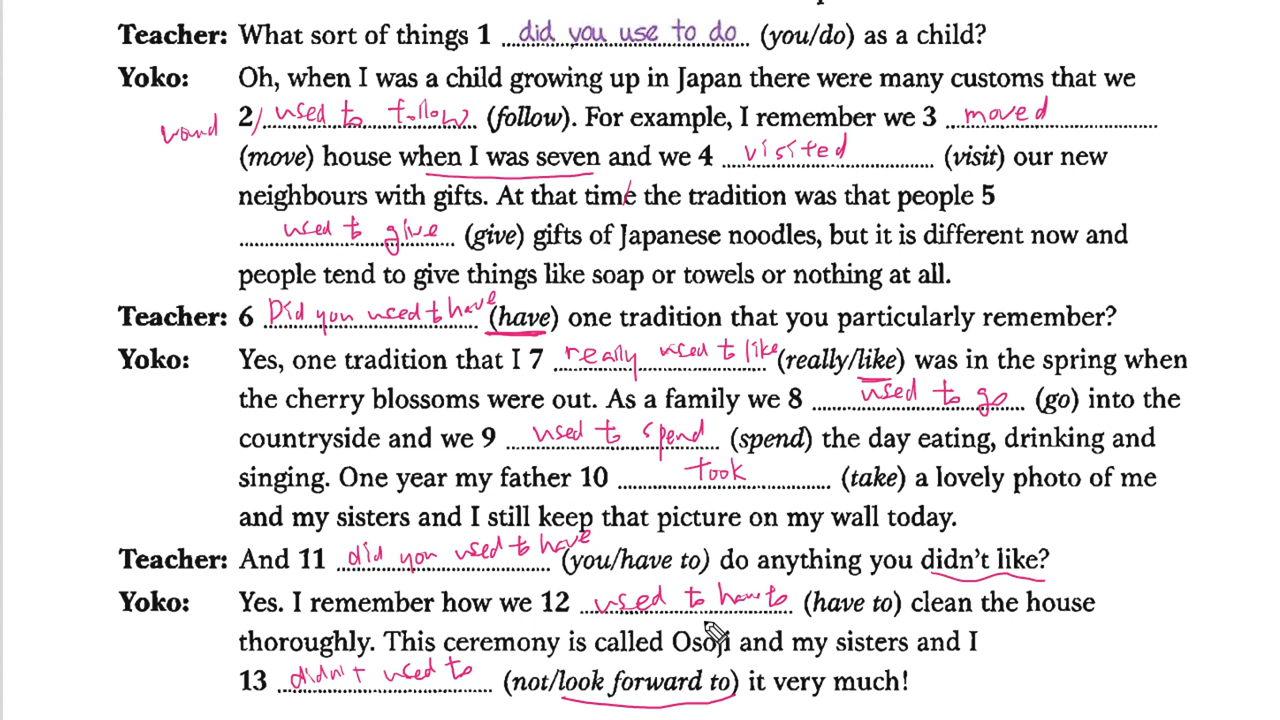 Teacher: What sort of things 1 did you use to do (you/do) as a child?
Yoko: Oh, when I was a child growing up in Japan there were many customs that we
2 used to follow (follow). For example, I remember we 3 moved
(move) house when I was seven and we 4 visited (visit) our new
neighbours with gifts. At that time the tradition was that people 5
used to give (give) gifts of Japanese noodles, but it is different now and
people tend to give things like soap or towels or nothing at all.
Teacher: 6 Did you used to have (have) one tradition that you particularly remember?
Yoko: Yes, one tradition that I 7 really used to like (really/like) was in the spring when
the cherry blossoms were out. As a family we 8 used to go (go) into the
countryside and we 9 used to spend (spend) the day eating, drinking and
singing. One year my father 10 took (take) a lovely photo of me
and my sisters and I still keep that picture on my wall today.
Teacher: And 11 did you used to have (you/have to) do anything you didn't like?
Yoko: Yes. I remember how we 12 used to have to (have to) clean the house
thoroughly. This ceremony is called Osoji and my sisters and I
13 didn't used to (not/look forward to) it very much!